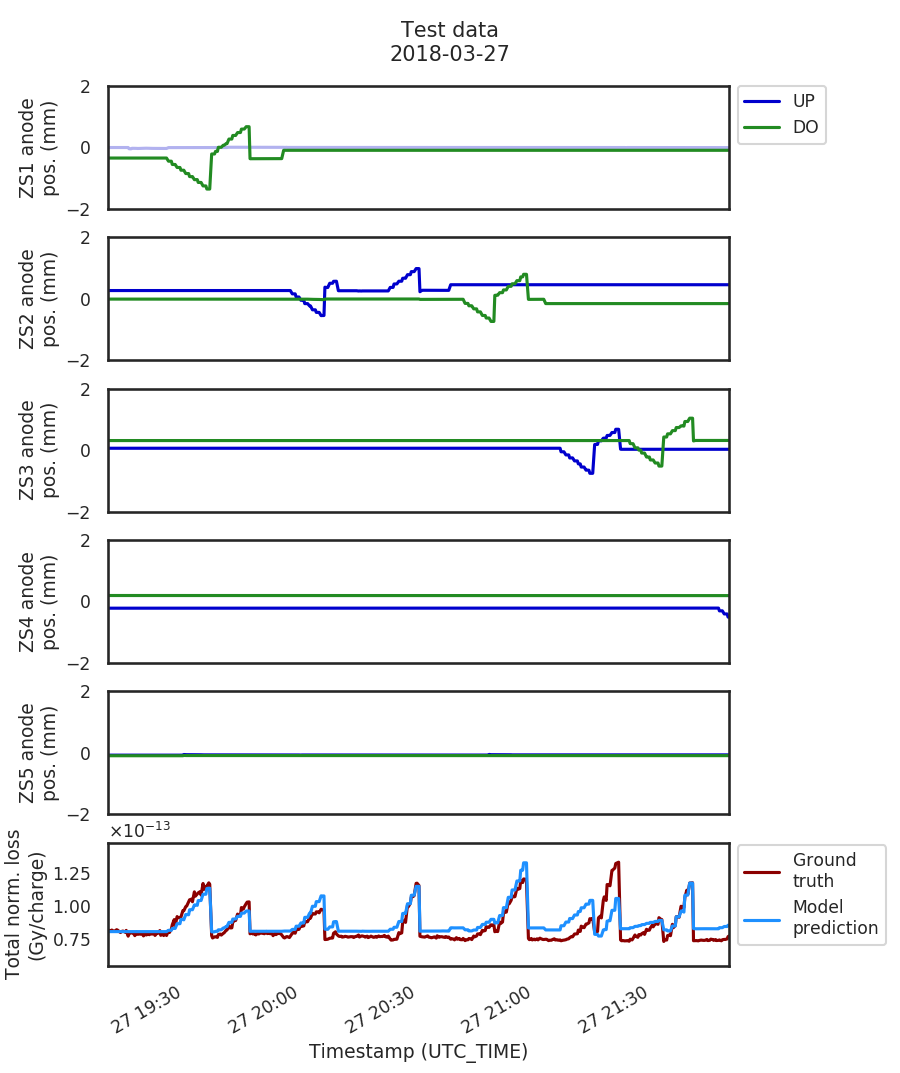 Test data
2018-03-27
ZS1 anode
pos. (mm)
2
0
−2
UP
DO
ZS2 anode
pos. (mm)
2
0
−2
ZS3 anode
pos. (mm)
2
0
−2
ZS4 anode
pos. (mm)
2
0
−2
ZS5 anode
pos. (mm)
2
0
−2
Total norm. loss
(Gy/charge)
×10⁻¹³
1.25
1.00
0.75
Ground
truth
Model
prediction
27 19:30
27 20:00
27 20:30
27 21:00
27 21:30
Timestamp (UTC_TIME)